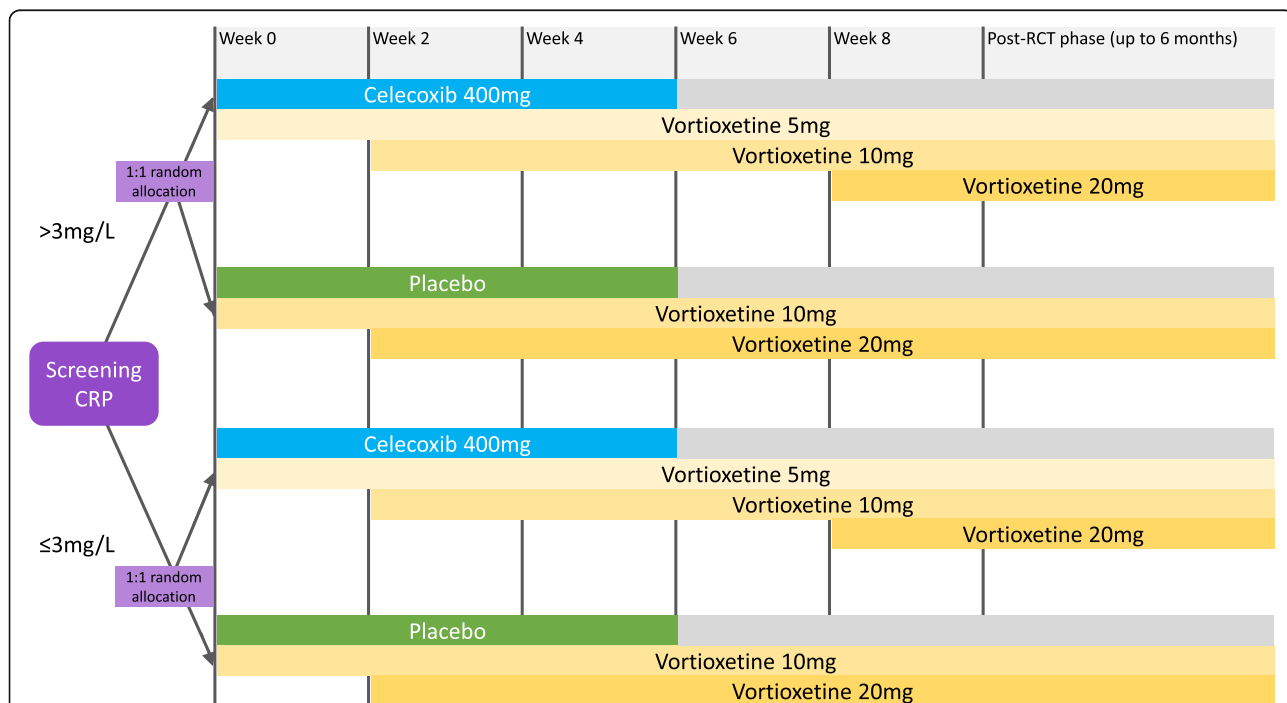 Week 0
Week 2
Week 4
Week 6
Week 8
Post-RCT phase (up to 6 months)
Celecoxib 400mg
Vortioxetine 5mg
Vortioxetine 10mg
Vortioxetine 20mg
1:1 random
allocation
>3mg/L
Placebo
Vortioxetine 10mg
Vortioxetine 20mg
Screening
CRP
Celecoxib 400mg
Vortioxetine 5mg
Vortioxetine 10mg
Vortioxetine 20mg
≤3mg/L
1:1 random
allocation
Placebo
Vortioxetine 10mg
Vortioxetine 20mg